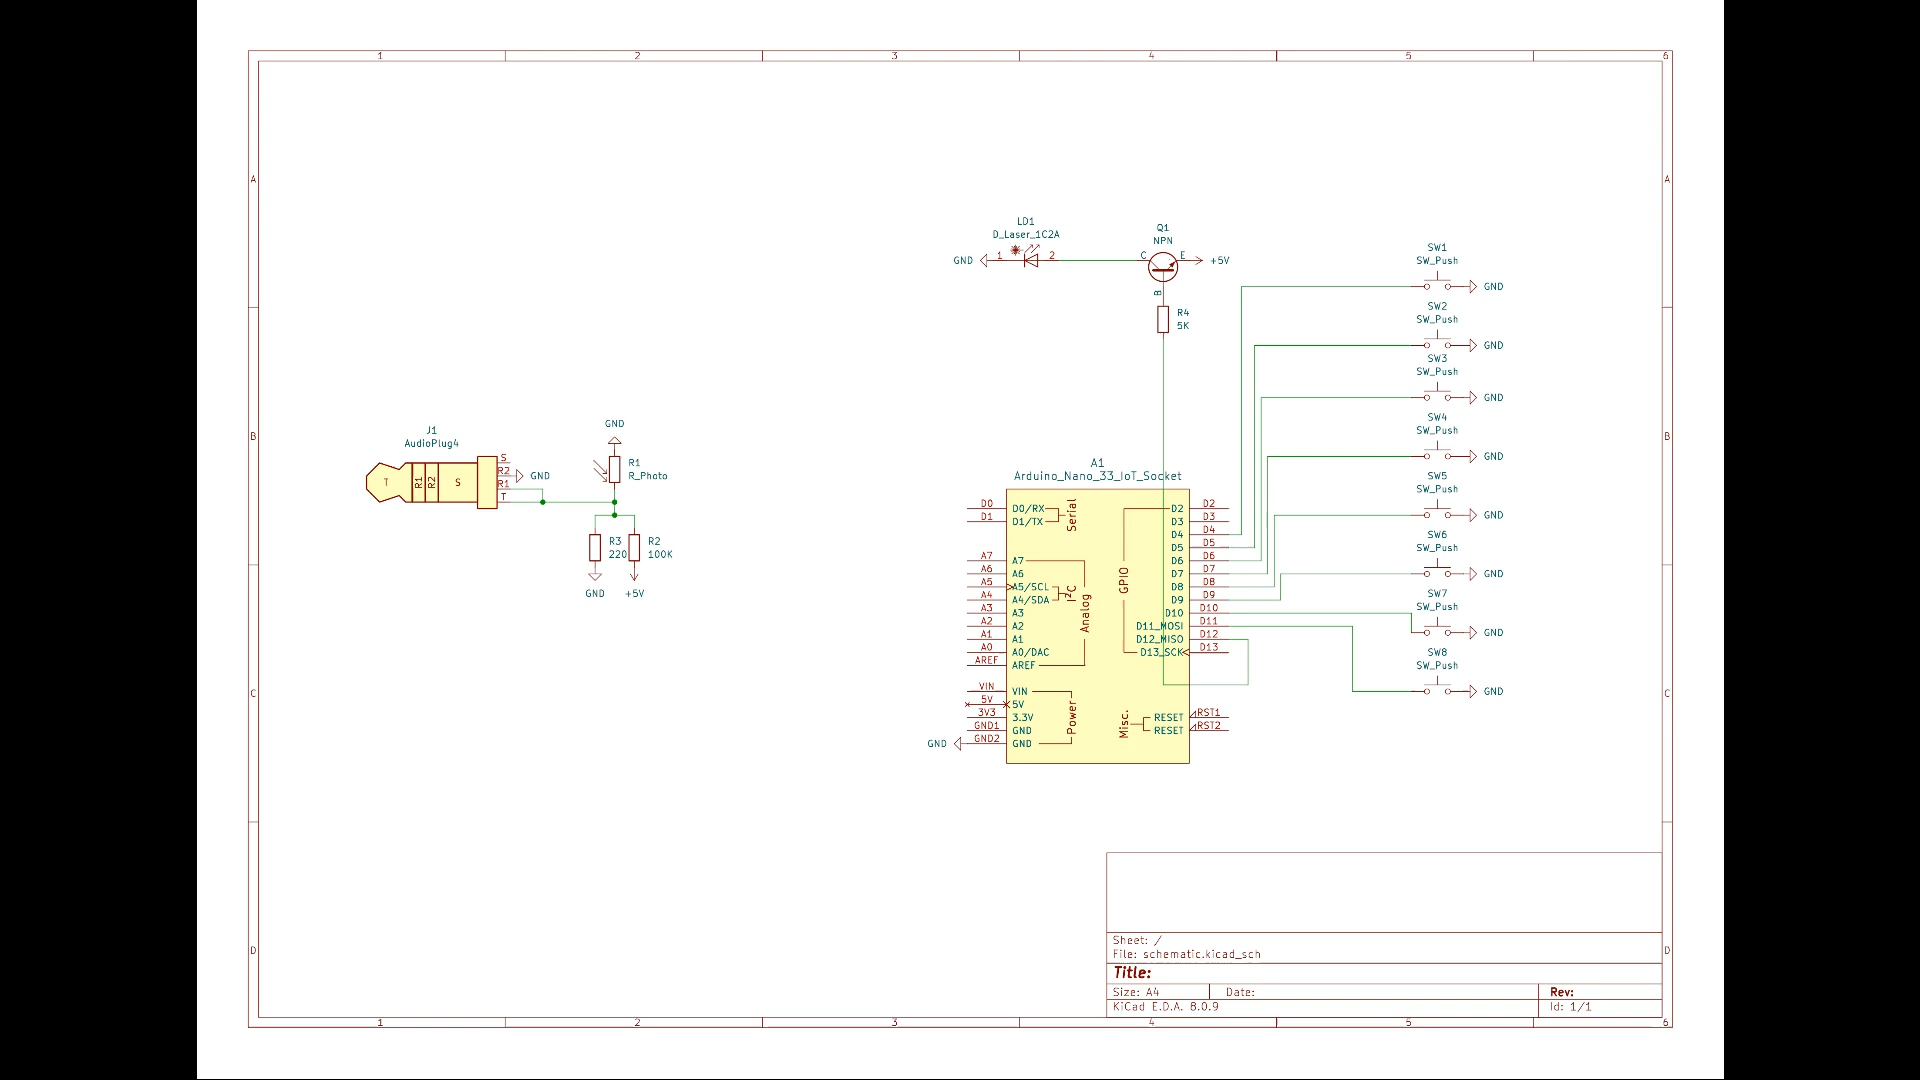 1 2 3 4 5 6
A A
B B
C C
D D
1 2 3 4 5 6
J1
AudioPlug4
T R1 R2 S
S
R2
R1
T
GND
GND
R1
R_Photo
R3
220
R2
100K
GND
+5V
LD1
D_Laser_1C2A
GND
1
2
Q1
NPN
C
E
B
+5V
R4
5K
A1
Arduino_Nano_33_IoT_Socket
D0 D0/RX
D1 D1/TX
Serial
A7 A7
A6 A6
A5 A5/SCL
A4 A4/SDA
I²C
A3 A3
A2 A2
A1 A1
A0 A0/DAC
AREF AREF
Analog
VIN VIN
5V 5V
3V3 3.3V
GND1 GND
GND2 GND
Power
GND
GPIO
D2 D2
D3 D3
D4 D4
D5 D5
D6 D6
D7 D7
D8 D8
D9 D9
D10 D10
D11_MOSI D11
D12_MISO D12
D13_SCK D13
Misc.
RESET RST1
RESET RST2
SW1
SW_Push
GND
SW2
SW_Push
GND
SW3
SW_Push
GND
SW4
SW_Push
GND
SW5
SW_Push
GND
SW6
SW_Push
GND
SW7
SW_Push
GND
SW8
SW_Push
GND
Sheet: /
File: schematic.kicad_sch
Title:
Size: A4 Date: Rev:
KiCad E.D.A. 8.0.9 Id: 1/1